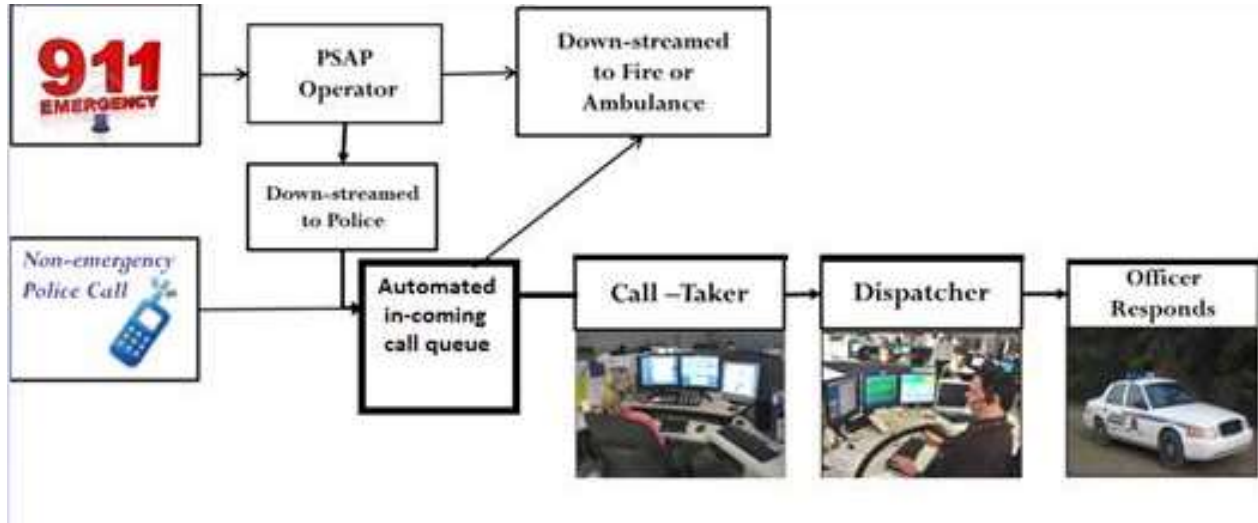 911
EMERGENCY
PSAP
Operator
Down-streamed
to Fire or
Ambulance
Down-streamed
to Police
Non-emergency
Police Call
Automated
in-coming
call queue
Call –Taker
Dispatcher
Officer
Responds